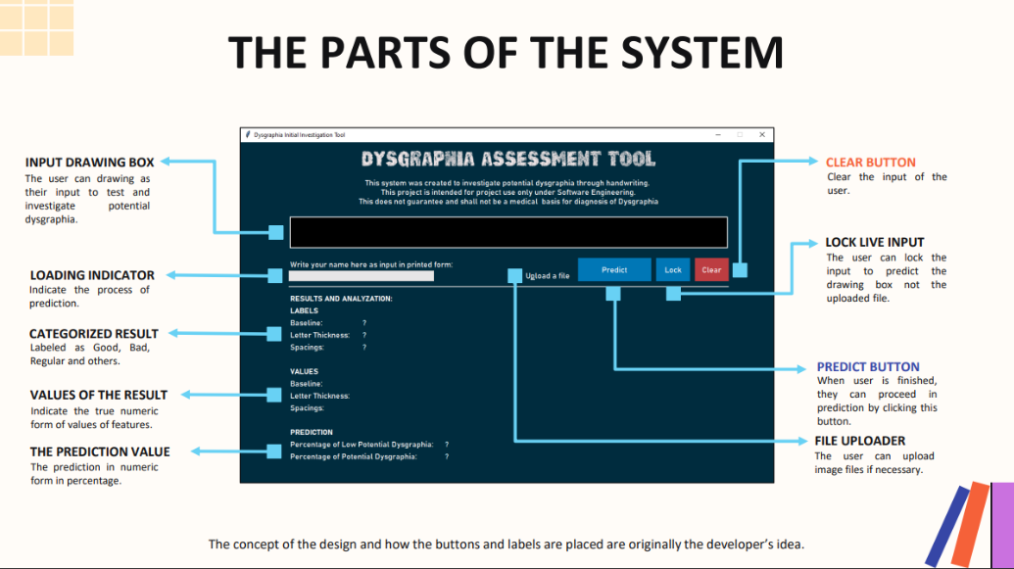 THE PARTS OF THE SYSTEM
INPUT DRAWING BOX
The user can drawing as
their input to test and
investigate potential
dysgraphia.
LOADING INDICATOR
Indicate the process of
prediction.
CATEGORIZED RESULT
Labeled as Good, Bad,
Regular and others.
VALUES OF THE RESULT
Indicate the true numeric
form of values of features.
THE PREDICTION VALUE
The prediction in numeric
form in percentage.
Dysgraphia Initial Investigation Tool
DYSGRAPHIA ASSESSMENT TOOL
This system was created to investigate potential dysgraphia through handwriting.
This project is intended for project use only under Software Engineering.
This does not guarantee and shall not be a medical basis for diagnosis of Dysgraphia
Write your name here as input in printed form:
Upload a file
Predict
Lock
Clear
RESULTS AND ANALYZATION:
LABELS
Baseline: ?
Letter Thickness: ?
Spacings: ?
VALUES
Baseline:
Letter Thickness:
Spacings:
PREDICTION
Percentage of Low Potential Dysgraphia: ?
Percentage of Potential Dysgraphia: ?
CLEAR BUTTON
Clear the input of the
user.
LOCK LIVE INPUT
The user can lock the
input to predict the
drawing box not the
uploaded file.
PREDICT BUTTON
When user is finished,
they can proceed in
prediction by clicking this
button.
FILE UPLOADER
The user can upload
image files if necessary.
The concept of the design and how the buttons and labels are placed are originally the developer's idea.